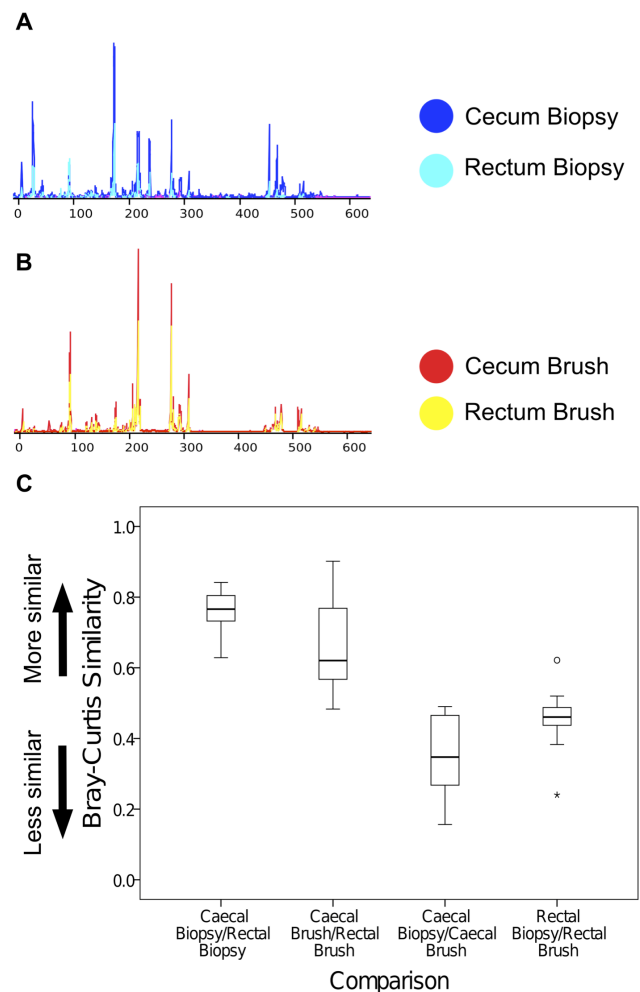 A
Cecum Biopsy
Rectum Biopsy
0 100 200 300 400 500 600
B
Cecum Brush
Rectum Brush
0 100 200 300 400 500 600
C
More similar
Less similar
Bray-Curtis Similarity
1.0
0.8
0.6
0.4
0.2
0.0
Caecal
Biopsy/Rectal
Biopsy
Caecal
Brush/Rectal
Brush
Caecal
Biopsy/Caecal
Brush
Rectal
Biopsy/Rectal
Brush
Comparison